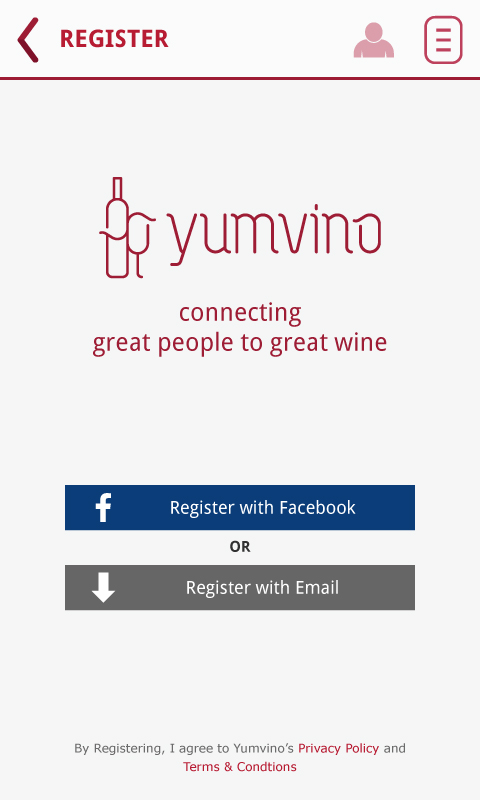 REGISTER
yumvino
connecting
great people to great wine
Register with Facebook
OR
Register with Email
By Registering, I agree to Yumvino’s Privacy Policy and
Terms & Condtions